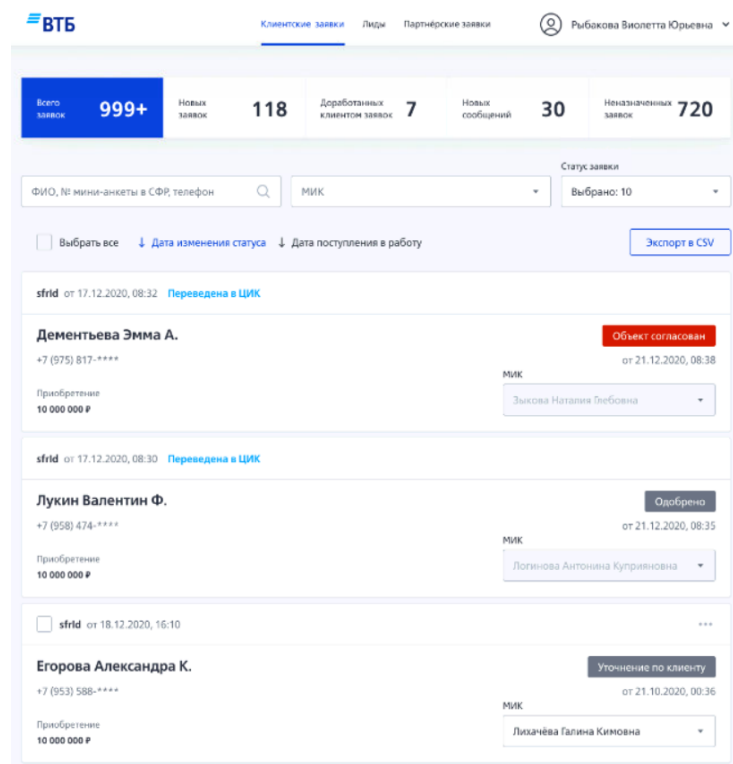 ВТБ
Клиентские заявки Лиды Партнёрские заявки Рыбакова Виолетта Юрьевна
Всего заявок 999+
Новых заявок 118
Доработанных клиентом заявок 7
Новых сообщений 30
Неназначенных заявок 720
Статус заявки
ФИО, № мини-анкеты в СФР, телефон МИК Выбрано: 10
Выбрать все ↓ Дата изменения статуса ↓ Дата поступления в работу Экспорт в CSV
sfrId от 17.12.2020, 08:32 Переведена в ЦИК
Дементьева Эмма А. Объект согласован
+7 (975) 817-**** от 21.12.2020, 08:38
МИК
Приобретение Зыкова Наталия Глебовна
10 000 000 ₽
sfrId от 17.12.2020, 08:30 Переведена в ЦИК
Лукин Валентин Ф. Одобрено
+7 (958) 474-**** от 21.12.2020, 08:35
МИК
Приобретение Логинова Антонина Куприяновна
10 000 000 ₽
sfrId от 18.12.2020, 16:10
Егорова Александра К. Уточнение по клиенту
+7 (953) 588-**** от 21.10.2020, 00:36
МИК
Приобретение Лихачёва Галина Кимовна
10 000 000 ₽